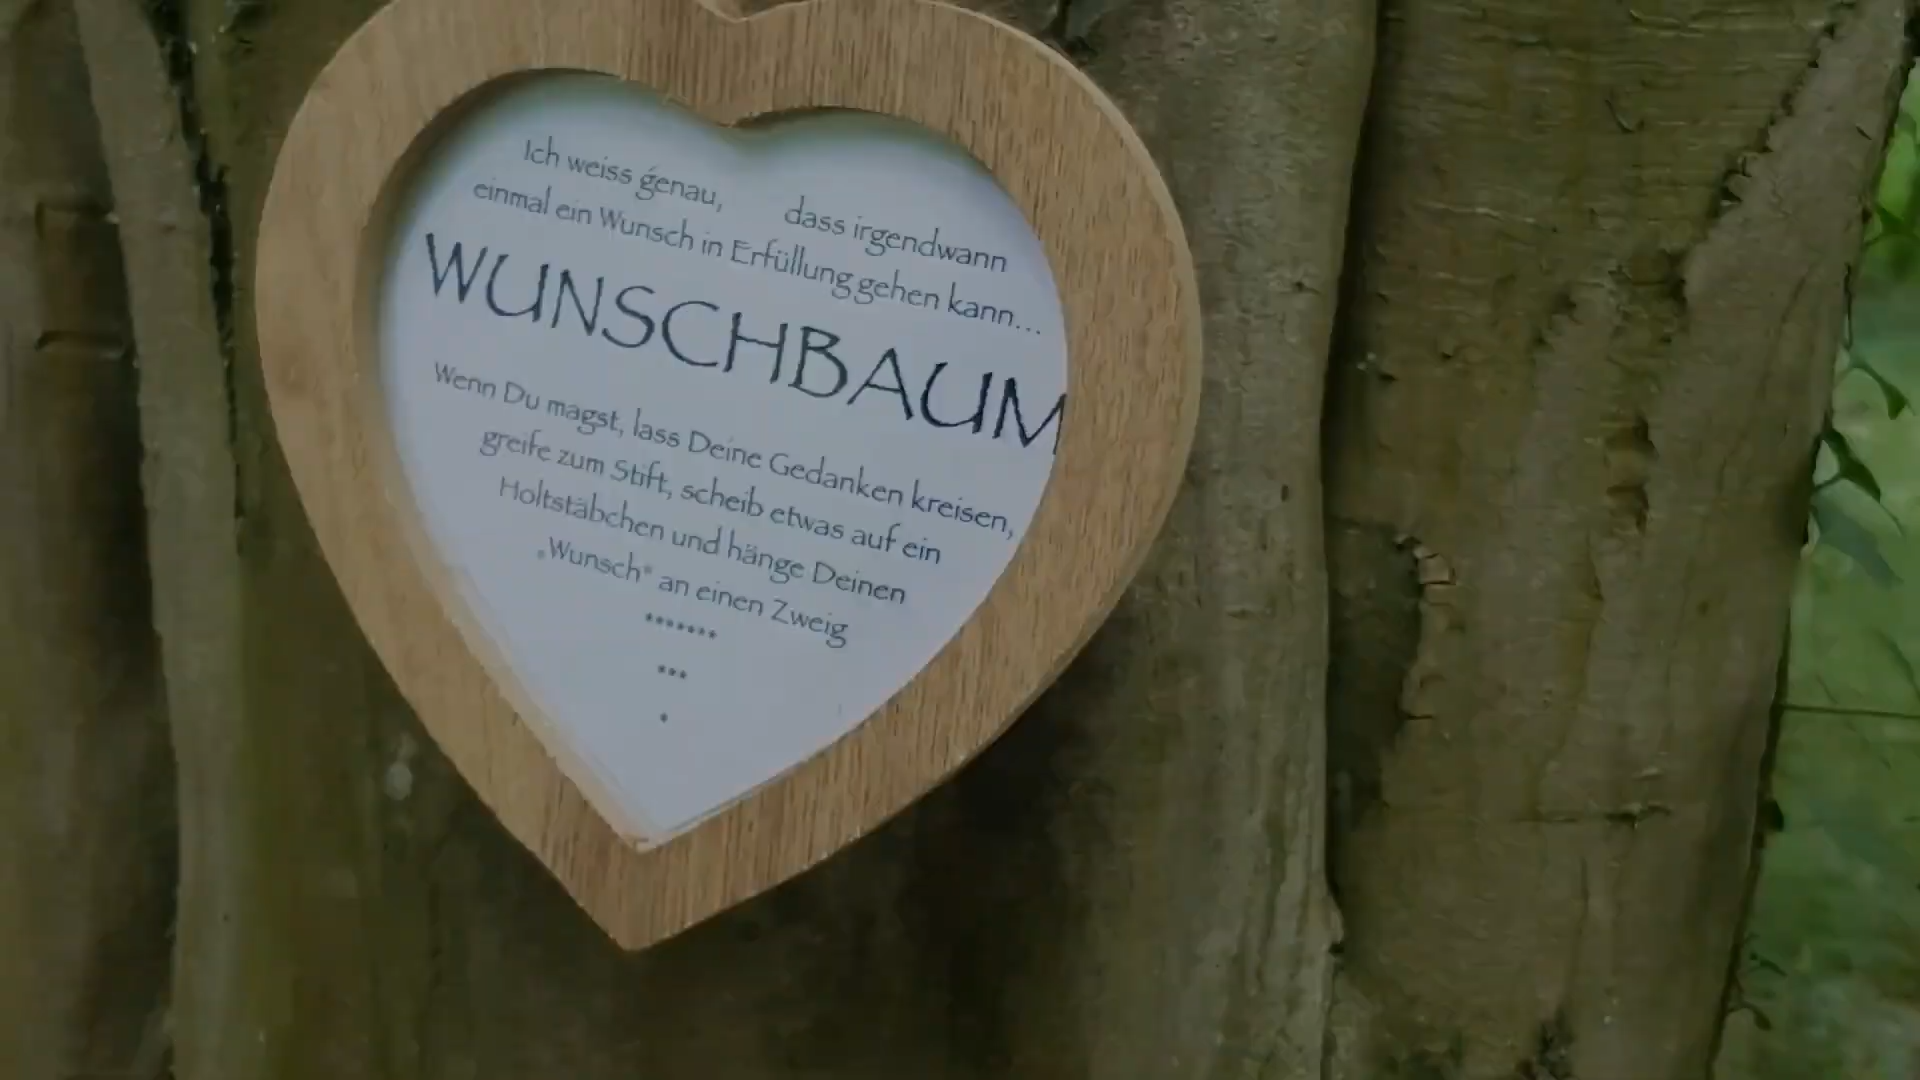 Ich weiss genau, dass irgendwann
einmal ein Wunsch in Erfüllung gehen kann...
WUNSCHBAUM
Wenn Du magst, lass Deine Gedanken kreisen,
greife zum Stift, scheib etwas auf ein
Holtstäbchen und hänge Deinen
„Wunsch“ an einen Zweig
*******
***
*